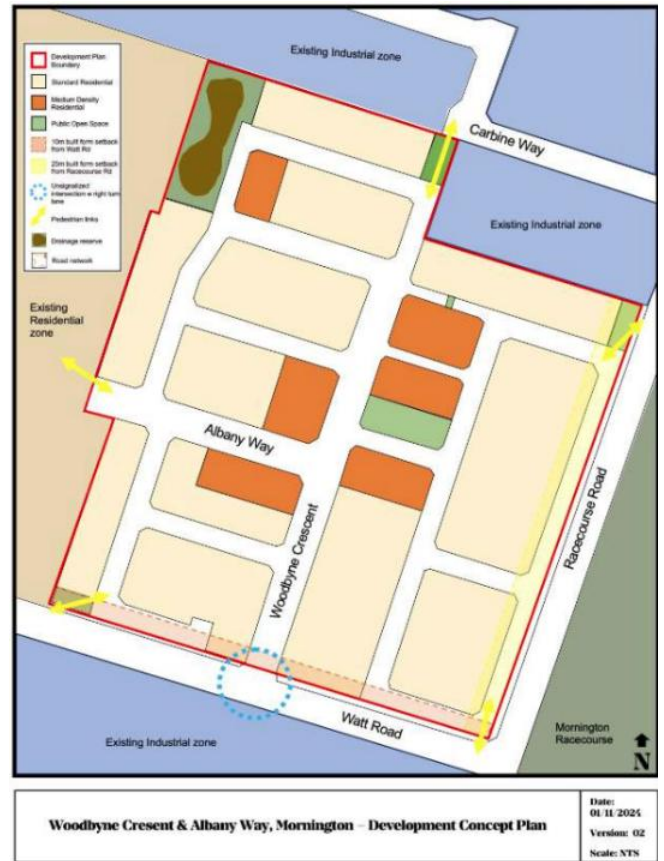 Development Plan
Boundary
Standard Residential
Medium Density
Residential
Public Open Space
10m built form setback
from Watt Rd
25m built form setback
from Racecourse Rd
Unsignalized
intersection w right turn
lane
Pedestrian links
Drainage reserve
Road network
Existing Industrial zone
Carbine Way
Existing Industrial zone
Existing
Residential
zone
Albany Way
Woodbyne Crescent
Racecourse Road
Watt Road
Existing Industrial zone
Mornington
Racecourse
N
Woodbyne Cresent & Albany Way, Mornington – Development Concept Plan
Date:
01/11/2024
Version: 02
Scale: NTS